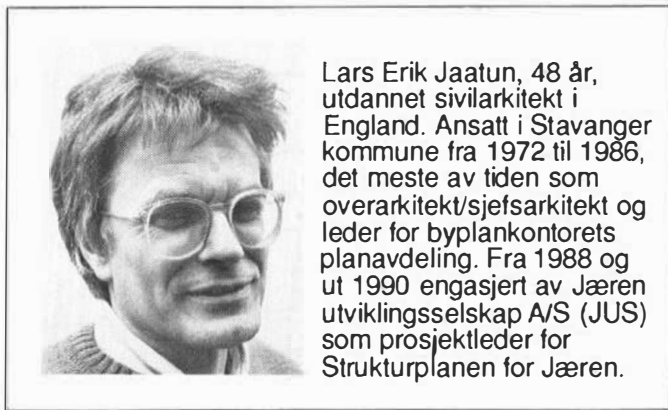 Lars Erik Jaatun, 48 år,
utdannet sivilarkitekt i
England. Ansatt i Stavanger
kommune fra 1972 til 1986,
det meste av tiden som
overarkitekt/sjefsarkitekt og
leder for byplankontorets
planavdeling. Fra 1988 og
ut 1990 engasjert av Jæren
utviklingsselskap A/S (JUS)
som prosjektleder for
Strukturplanen for Jæren.